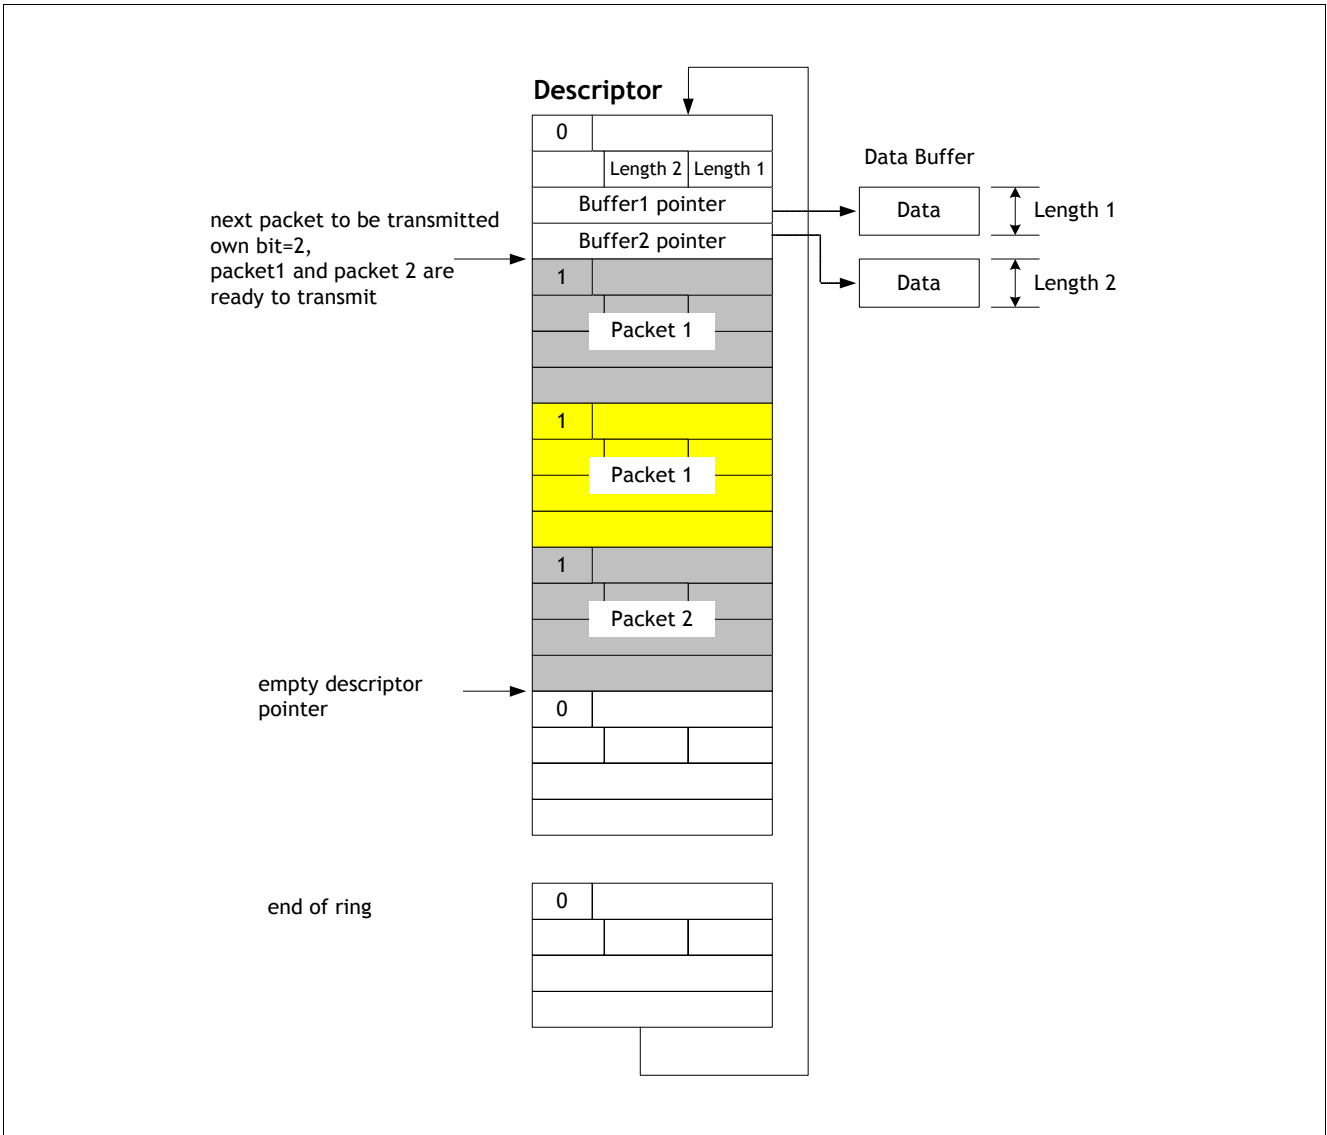 Descriptor
0
Length 2 Length 1
Buffer1 pointer
Buffer2 pointer
Data Buffer
Data
Length 1
Data
Length 2
next packet to be transmitted
own bit=2,
packet1 and packet 2 are
ready to transmit
1
Packet 1
1
Packet 1
1
Packet 2
empty descriptor
pointer
0
end of ring
0